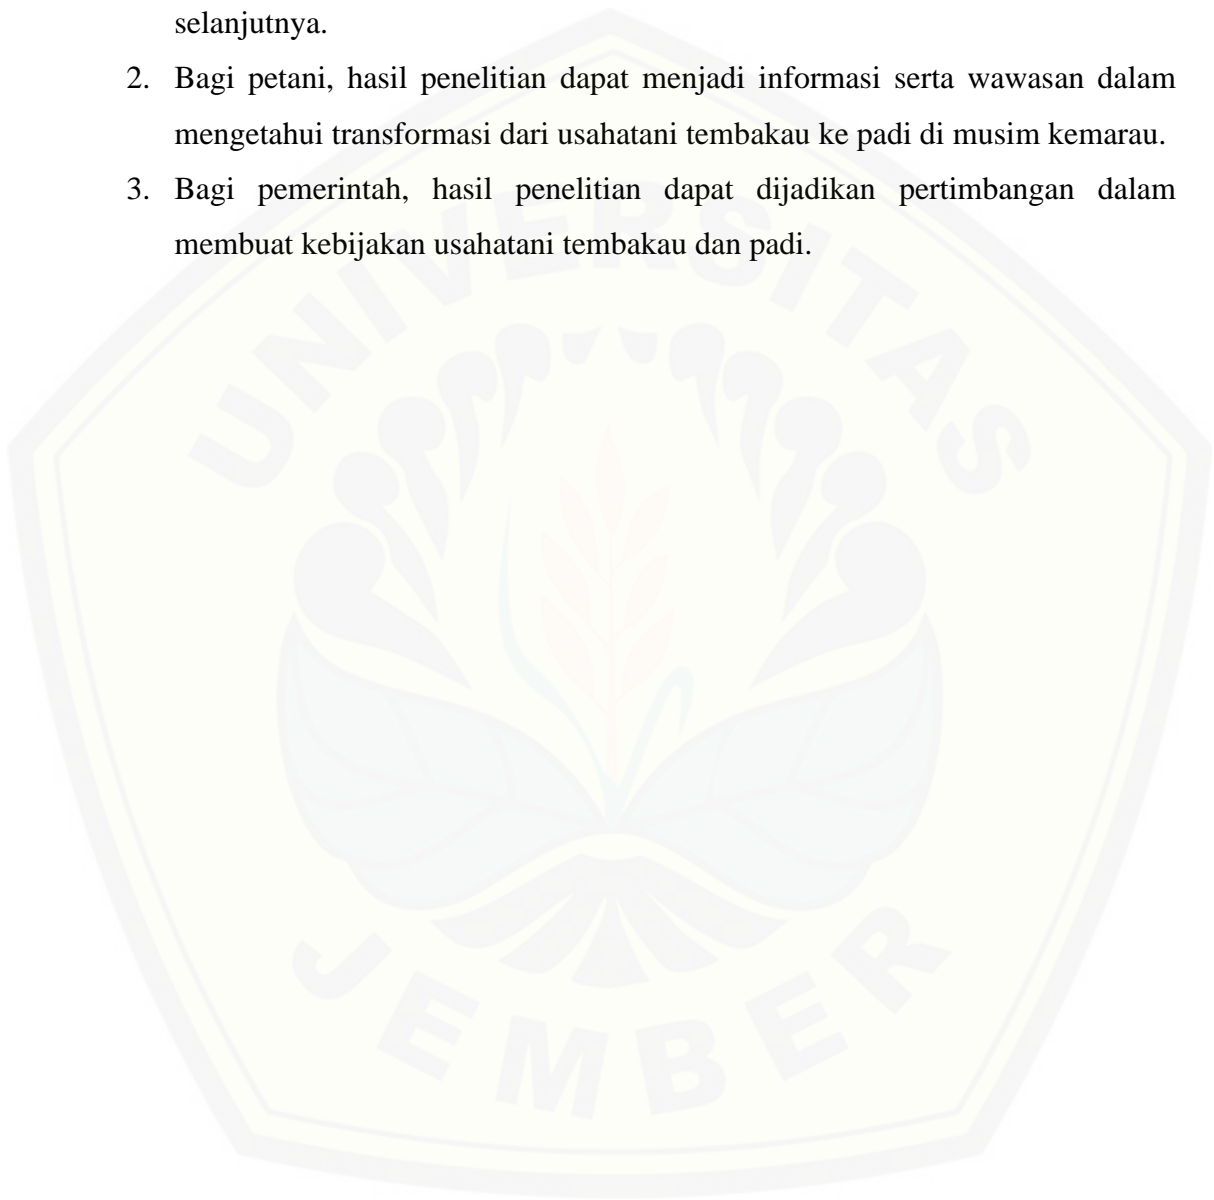 selanjutnya.
2. Bagi petani, hasil penelitian dapat menjadi informasi serta wawasan dalam
mengetahui transformasi dari usahatani tembakau ke padi di musim kemarau.
3. Bagi pemerintah, hasil penelitian dapat dijadikan pertimbangan dalam
membuat kebijakan usahatani tembakau dan padi.
UNIVERSITAS
JEMBER